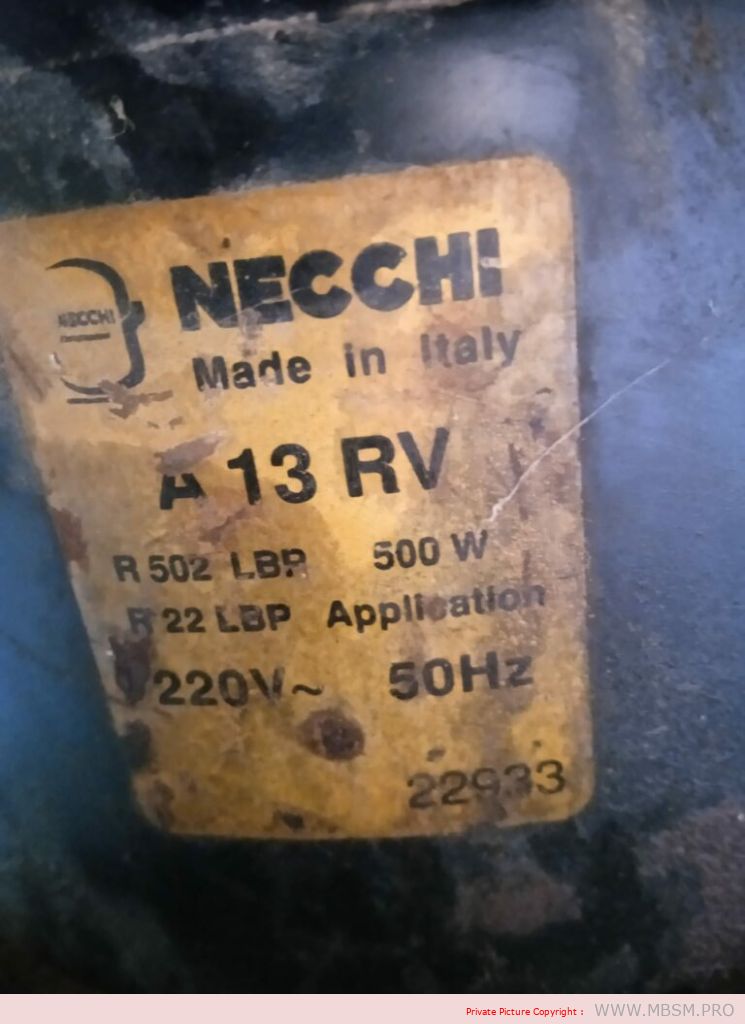 NECCHI
NECCHI
Made in Italy
A 13 RV
R 502 LBP 500 W
R 22 LBP Application
220V~ 50Hz
22933
Private Picture Copyright : WWW.MBSM.PRO